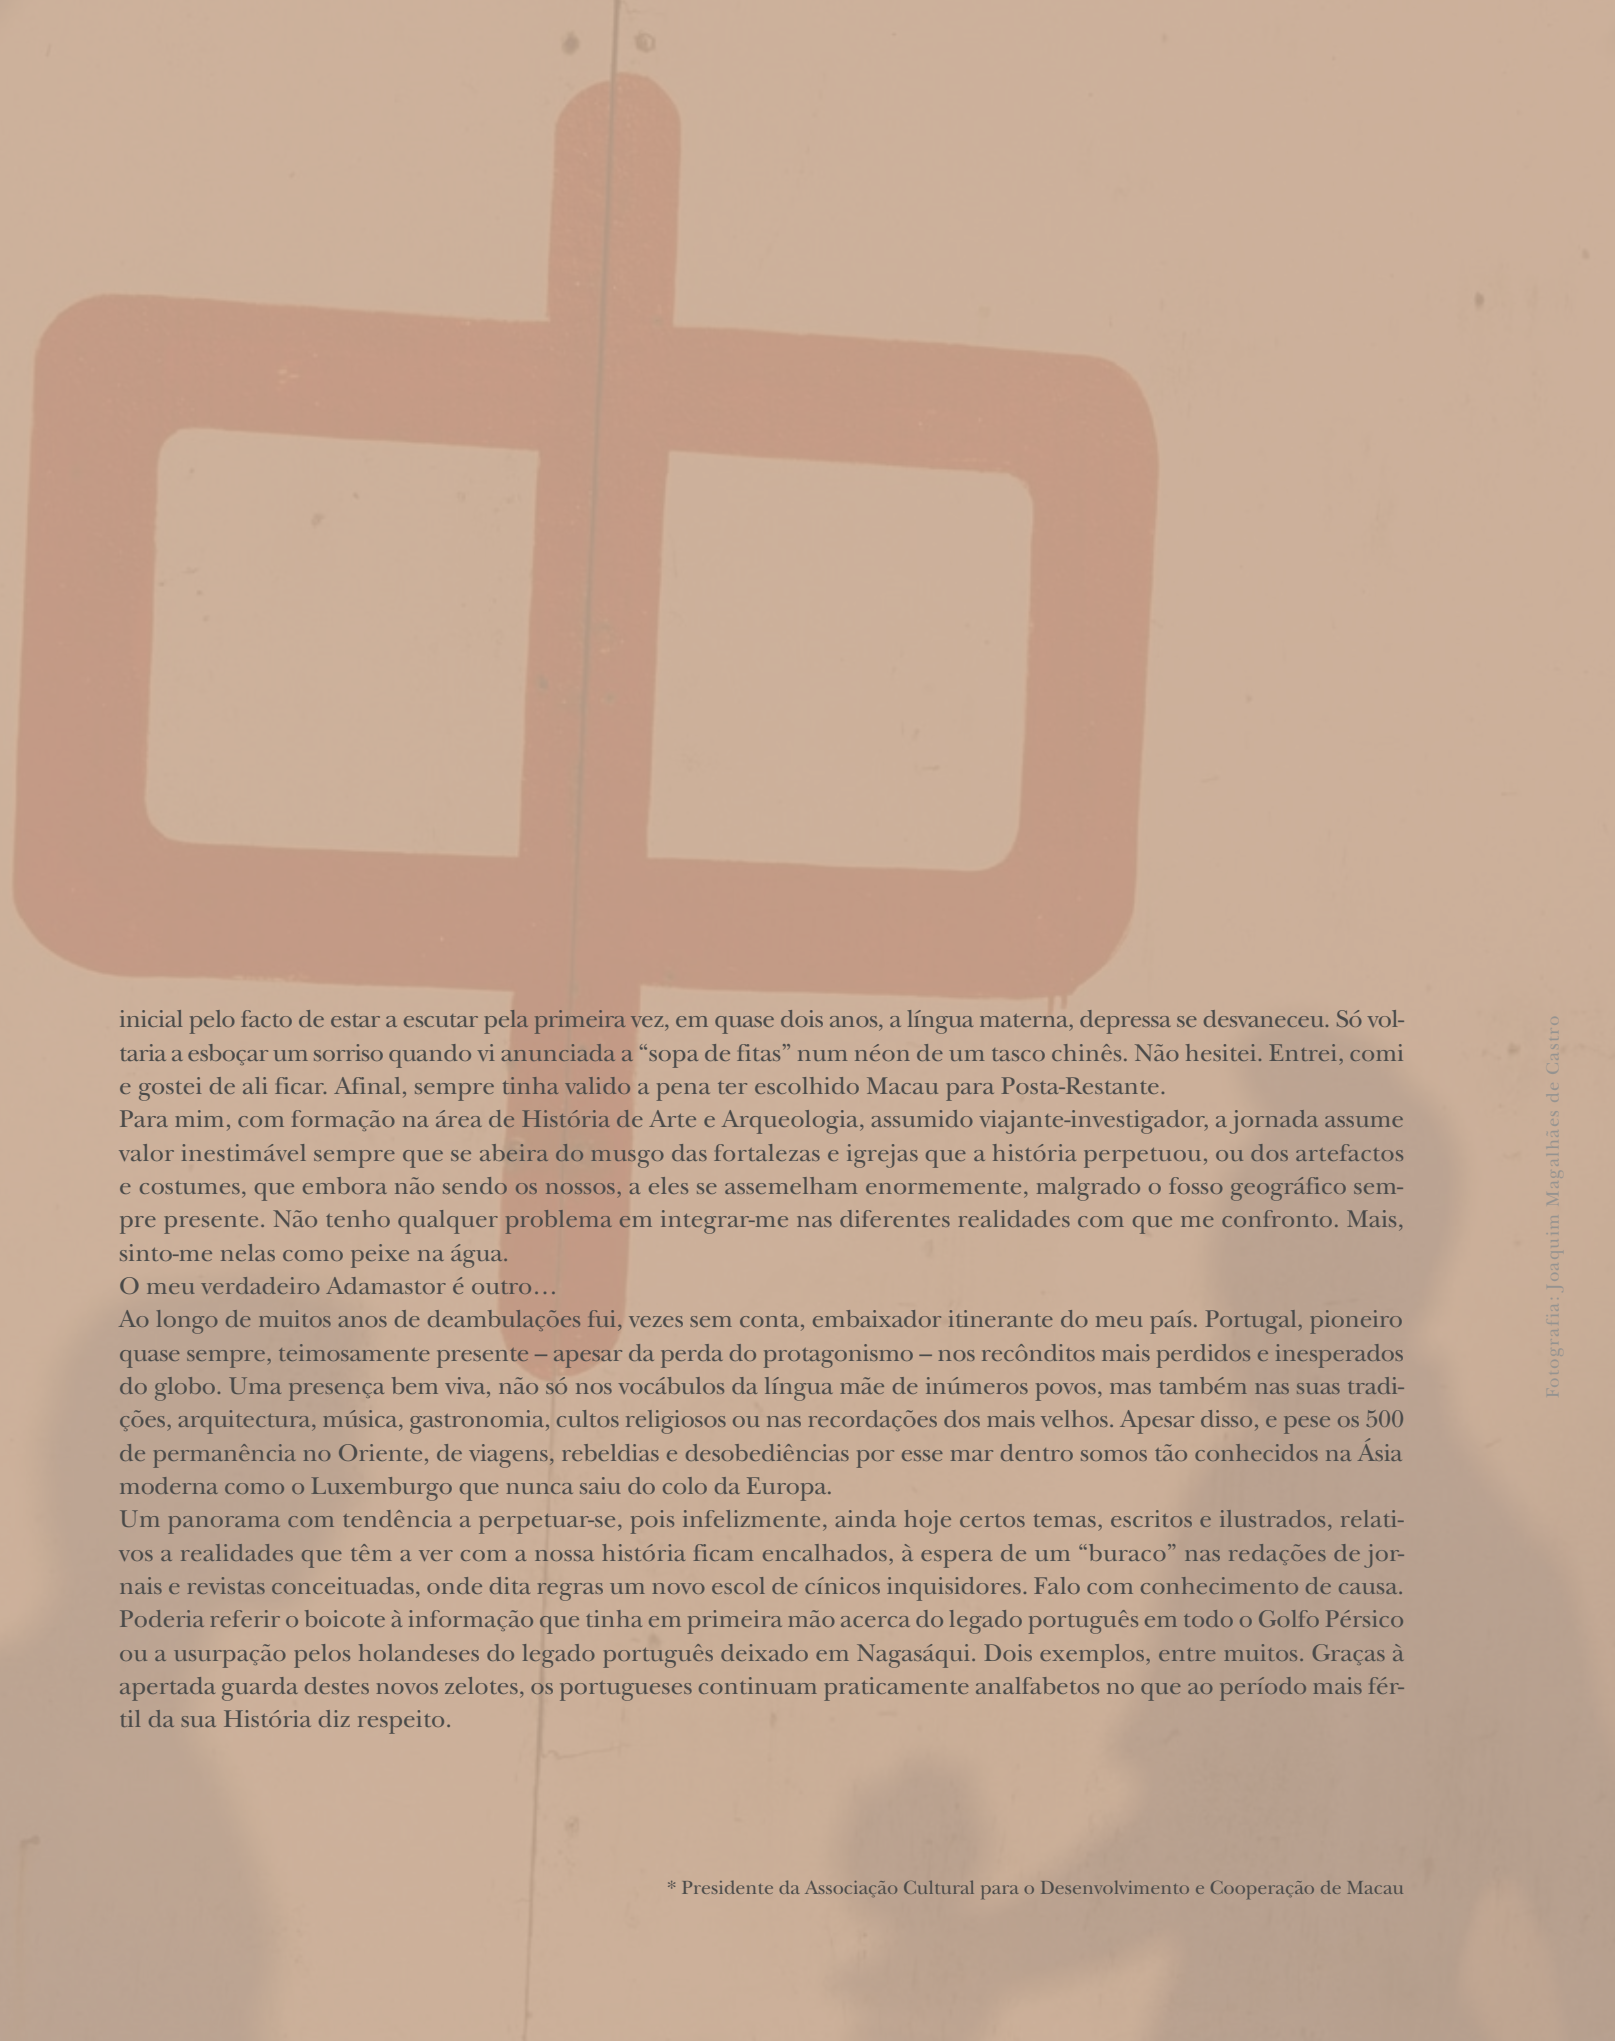 中
inicial pelo facto de estar a escutar pela primeira vez, em quase dois anos, a língua materna, depressa se desvaneceu. Só vol-
taria a esboçar um sorriso quando vi anunciada a “sopa de fitas” num néon de um tasco chinês. Não hesitei. Entrei, comi
e gostei de ali ficar. Afinal, sempre tinha valido a pena ter escolhido Macau para Posta-Restante.
Para mim, com formação na área de História de Arte e Arqueologia, assumido viajante-investigador, a jornada assume
valor inestimável sempre que se abeira do musgo das fortalezas e igrejas que a história perpetuou, ou dos artefactos
e costumes, que embora não sendo os nossos, a eles se assemelham enormemente, malgrado o fosso geográfico sem-
pre presente. Não tenho qualquer problema em integrar-me nas diferentes realidades com que me confronto. Mais,
sinto-me nelas como peixe na água.
O meu verdadeiro Adamastor é outro…
Ao longo de muitos anos de deambulações fui, vezes sem conta, embaixador itinerante do meu país. Portugal, pioneiro
quase sempre, teimosamente presente – apesar da perda do protagonismo – nos recônditos mais perdidos e inesperados
do globo. Uma presença bem viva, não só nos vocábulos da língua mãe de inúmeros povos, mas também nas suas tradi-
ções, arquitectura, música, gastronomia, cultos religiosos ou nas recordações dos mais velhos. Apesar disso, e pese os 500
de permanência no Oriente, de viagens, rebeldias e desobediências por esse mar dentro somos tão conhecidos na Ásia
moderna como o Luxemburgo que nunca saiu do colo da Europa.
Um panorama com tendência a perpetuar-se, pois infelizmente, ainda hoje certos temas, escritos e ilustrados, relati-
vos a realidades que têm a ver com a nossa história ficam encalhados, à espera de um “buraco” nas redações de jor-
nais e revistas conceituadas, onde dita regras um novo escol de cínicos inquisidores. Falo com conhecimento de causa.
Poderia referir o boicote à informação que tinha em primeira mão acerca do legado português em todo o Golfo Pérsico
ou a usurpação pelos holandeses do legado português deixado em Nagasáqui. Dois exemplos, entre muitos. Graças à
apertada guarda destes novos zelotes, os portugueses continuam praticamente analfabetos no que ao período mais fér-
til da sua História diz respeito.
* Presidente da Associação Cultural para o Desenvolvimento e Cooperação de Macau
Fotografia: Joaquim Magalhães de Castro